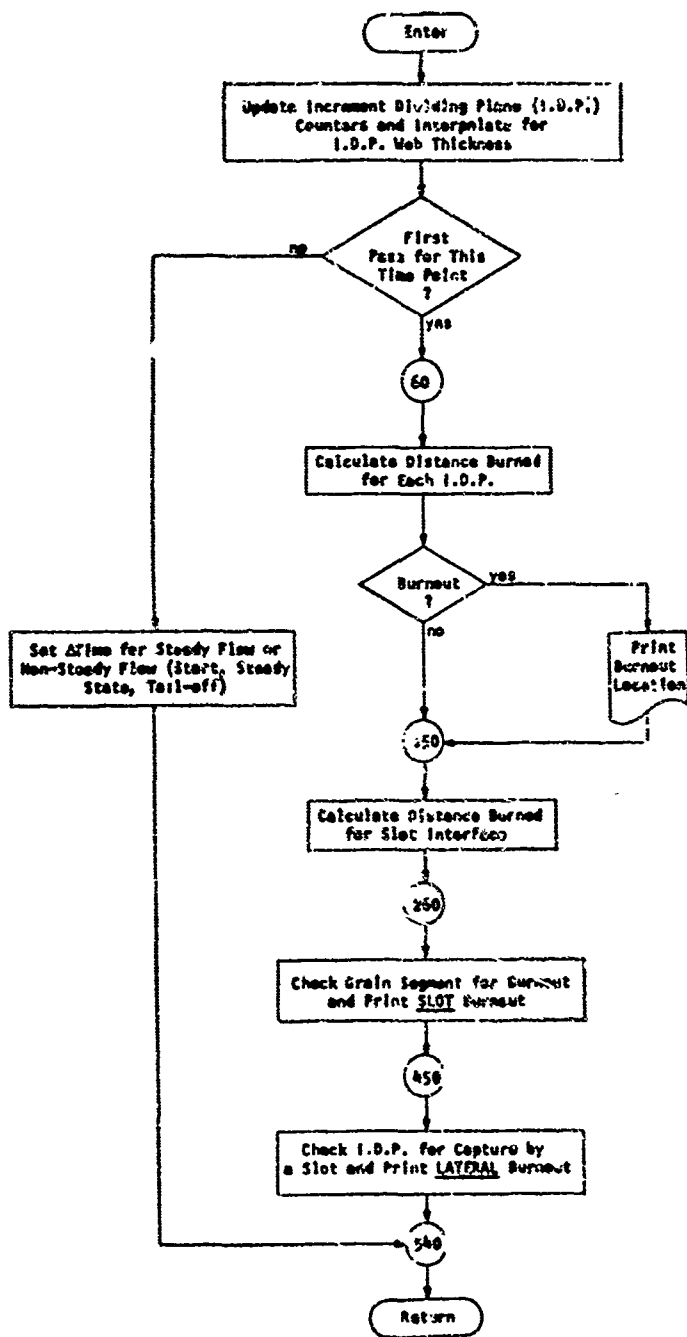 Enter
Update Increment Dividing Plane (I.D.P.)
Counters and Interpolate for
I.D.P. Web Thickness
First
Pass for This
Time Point
?
no
yes
60
Calculate Distance Burned
for Each I.D.P.
Burnout
?
yes
no
Set ΔTime for Steady Flow or
Non-Steady Flow (Start, Steady
State, Tail-off)
Print
Burnout
Location
Calculate Distance Burned
for Slot Interface
260
Check Grain Segment for Burnout
and Print SLOT Burnout
450
Check I.D.P. for Capture by
a Slot and Print LATERAL Burnout
540
Return